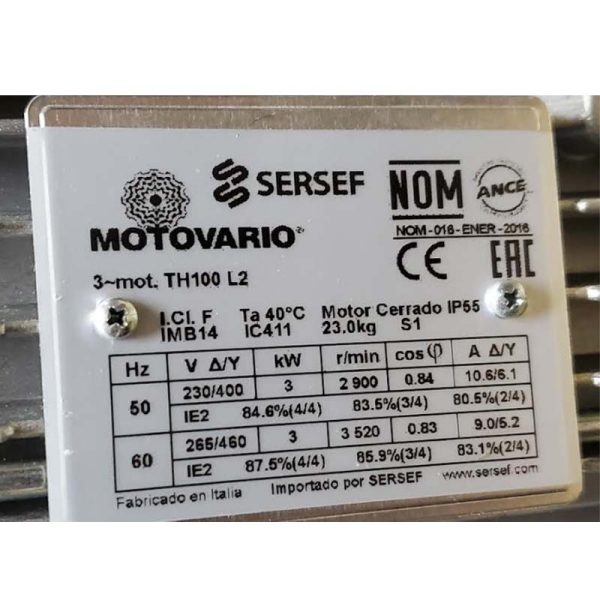 SERSEF
NOM
ANCE
MOTOVARIO®
NOM-016-ENER-2016
CE EAC
3~mot. TH100 L2
I.Cl. F Ta 40°C Motor Cerrado IP55
IMB14 IC411 23.0kg S1
Hz V Δ/Y kW r/min cosφ A Δ/Y
50 230/400 3 2 900 0.84 10.6/6.1
IE2 84.6%(4/4) 83.5%(3/4) 80.5%(2/4)
60 265/460 3 3 520 0.83 9.0/5.2
IE2 87.5%(4/4) 85.9%(3/4) 83.1%(2/4)
Fabricado en Italia Importado por SERSEF www.sersef.com